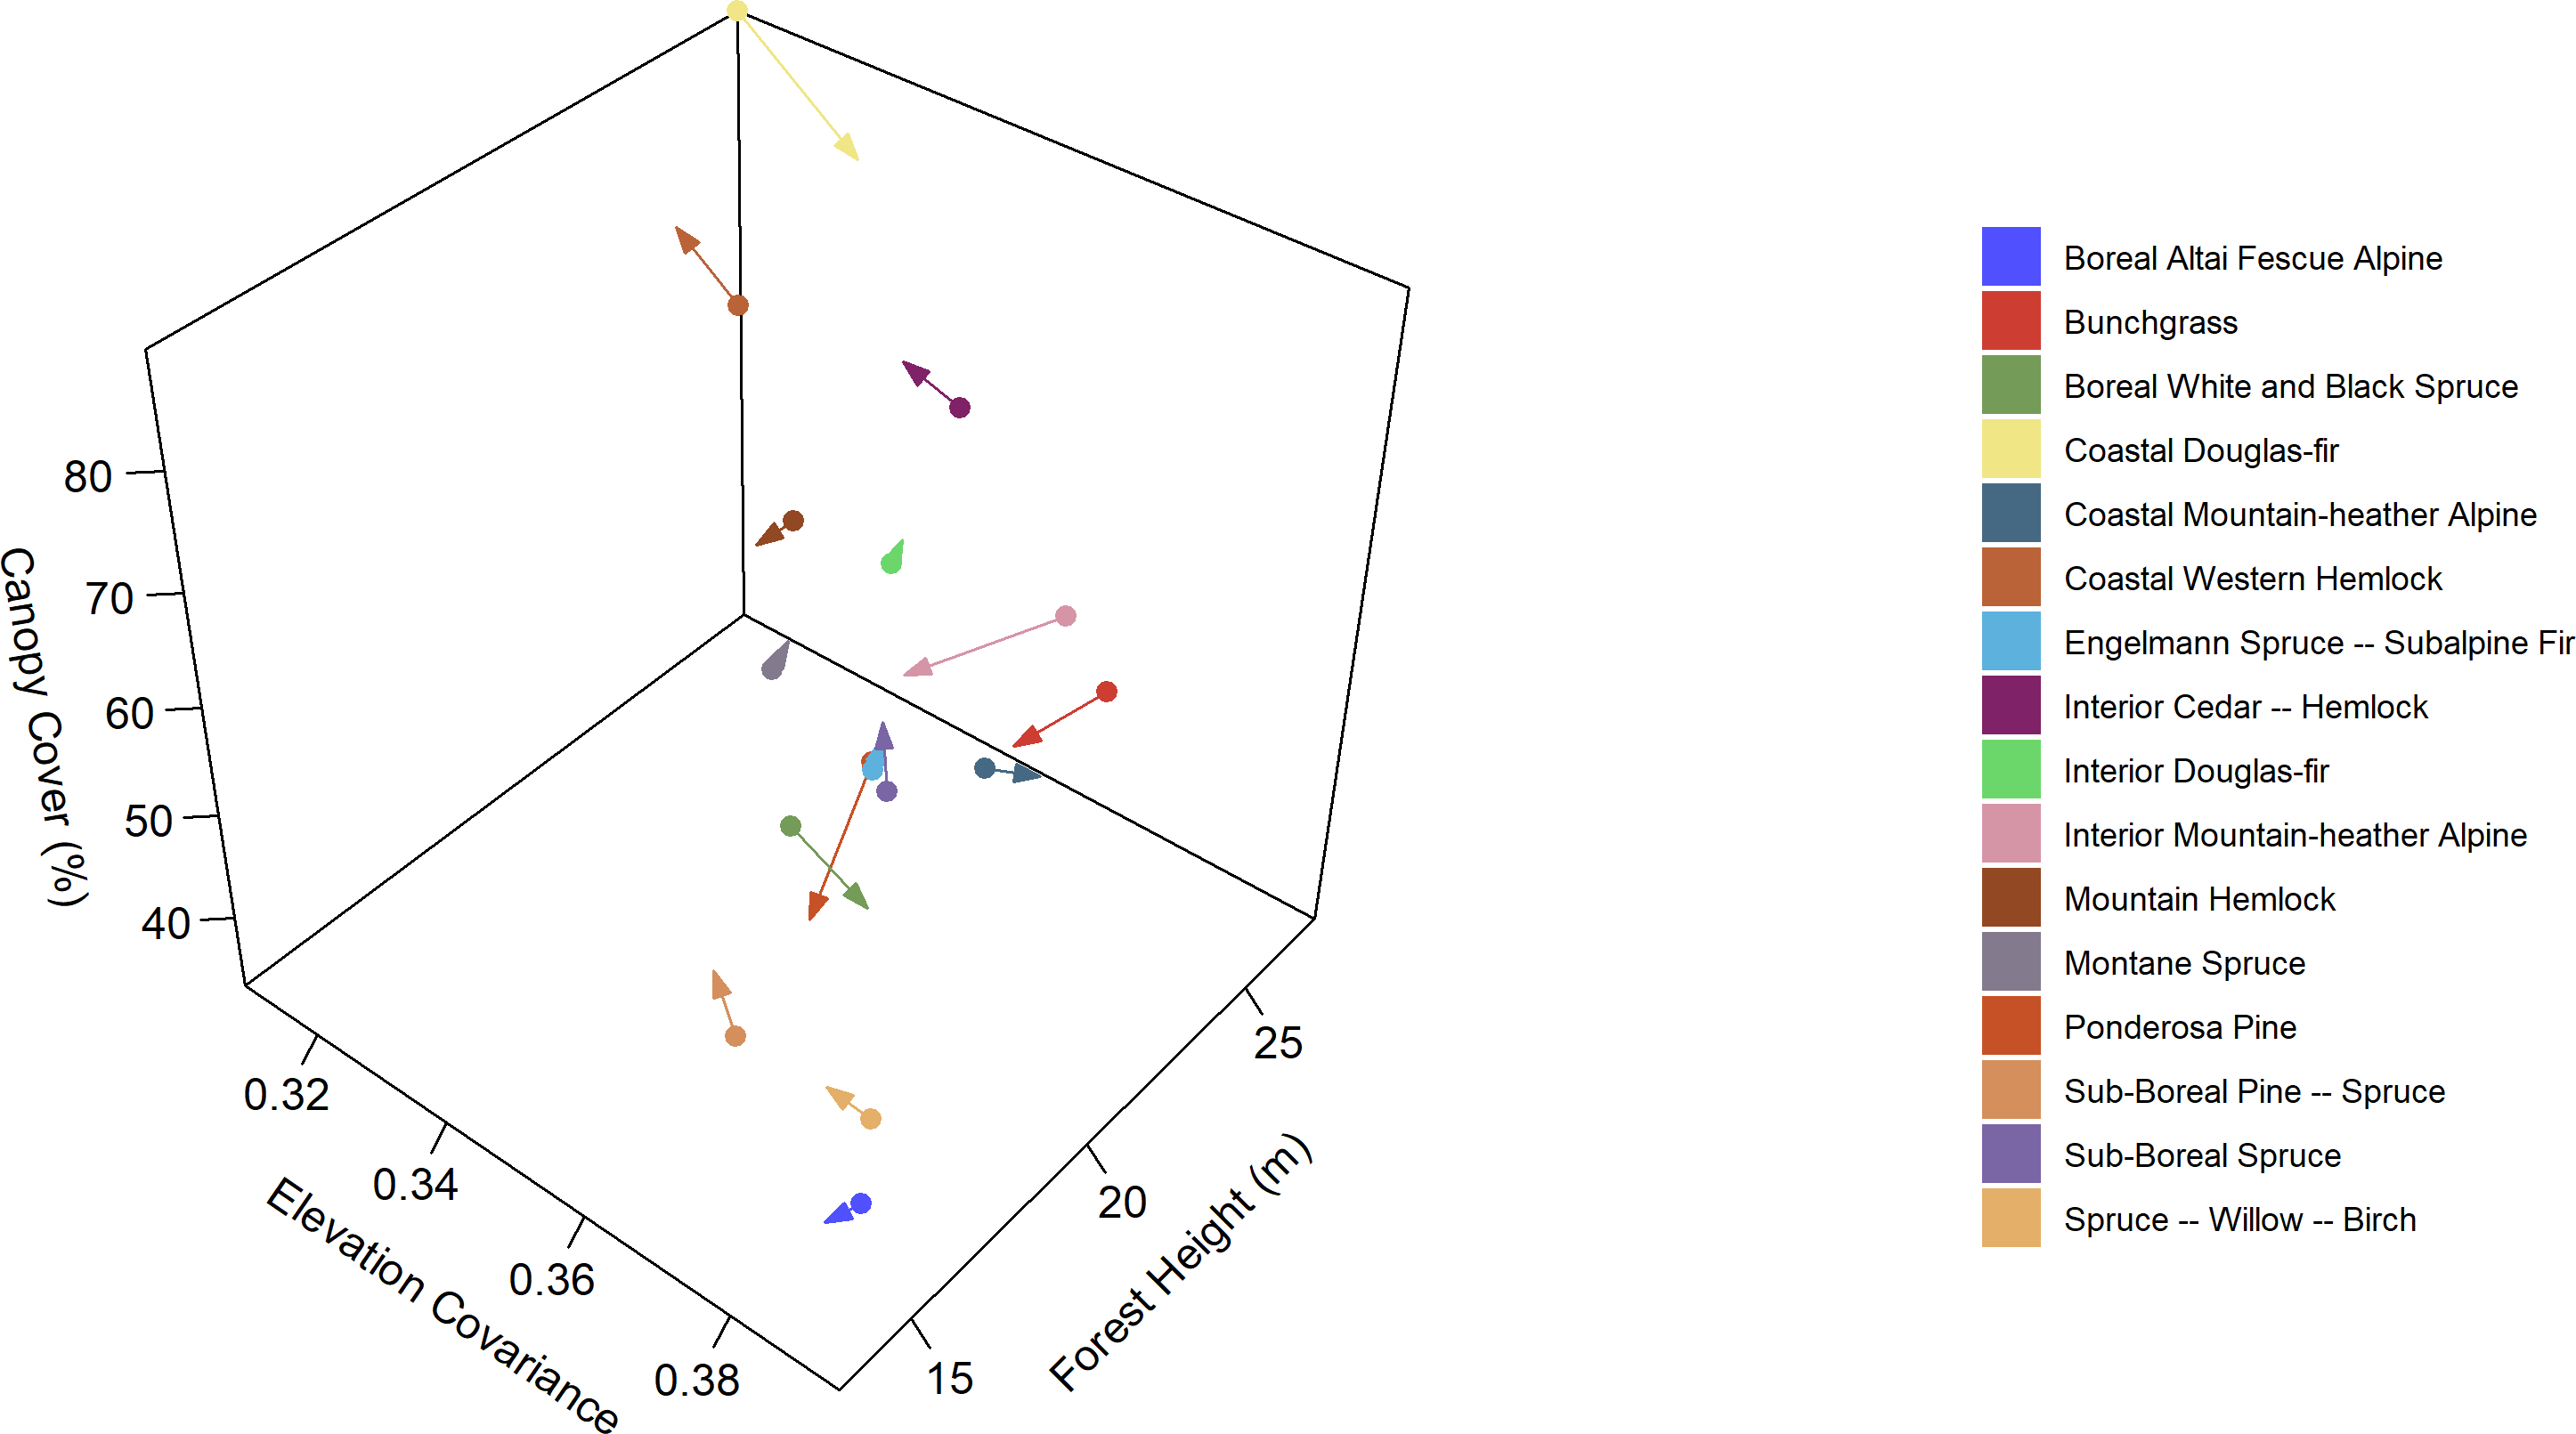 Canopy Cover (%)
80
70
60
50
40
0.32
0.34
0.36
0.38
Elevation Covariance
15
20
25
Forest Height (m)
Boreal Altai Fescue Alpine
Bunchgrass
Boreal White and Black Spruce
Coastal Douglas-fir
Coastal Mountain-heather Alpine
Coastal Western Hemlock
Engelmann Spruce -- Subalpine Fir
Interior Cedar -- Hemlock
Interior Douglas-fir
Interior Mountain-heather Alpine
Mountain Hemlock
Montane Spruce
Ponderosa Pine
Sub-Boreal Pine -- Spruce
Sub-Boreal Spruce
Spruce -- Willow -- Birch